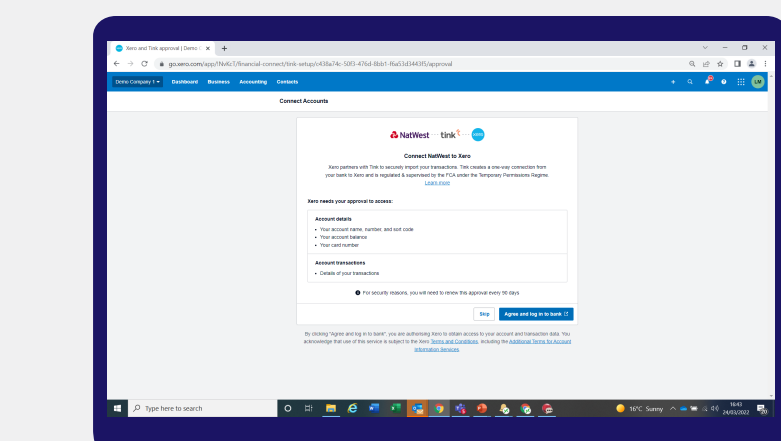 Xero and Tink approval | Demo
go.xero.com/app/!NvKcT/financial-connect/tink-setup/c438a74c-50f3-476d-8bb1-f6a53d3443f5/approval
Demo Company 1 Dashboard Business Accounting Contacts
LM
Connect Accounts
NatWest tink xero
Connect NatWest to Xero
Xero partners with Tink to securely import your transactions. Tink creates a one-way connection from
your bank to Xero and is regulated & supervised by the FCA under the Temporary Permissions Regime.
Learn more
Xero needs your approval to access:
Account details
• Your account name, number, and sort code
• Your account balance
• Your card number
Account transactions
• Details of your transactions
For security reasons, you will need to renew this approval every 90 days
Skip Agree and log in to bank
By clicking "Agree and log in to bank", you are authorising Xero to obtain access to your account and transaction data. You
acknowledge that use of this service is subject to the Xero Terms and Conditions, including the Additional Terms for Account
Information Services.
Type here to search
16°C Sunny
18:43
24/03/2022
20